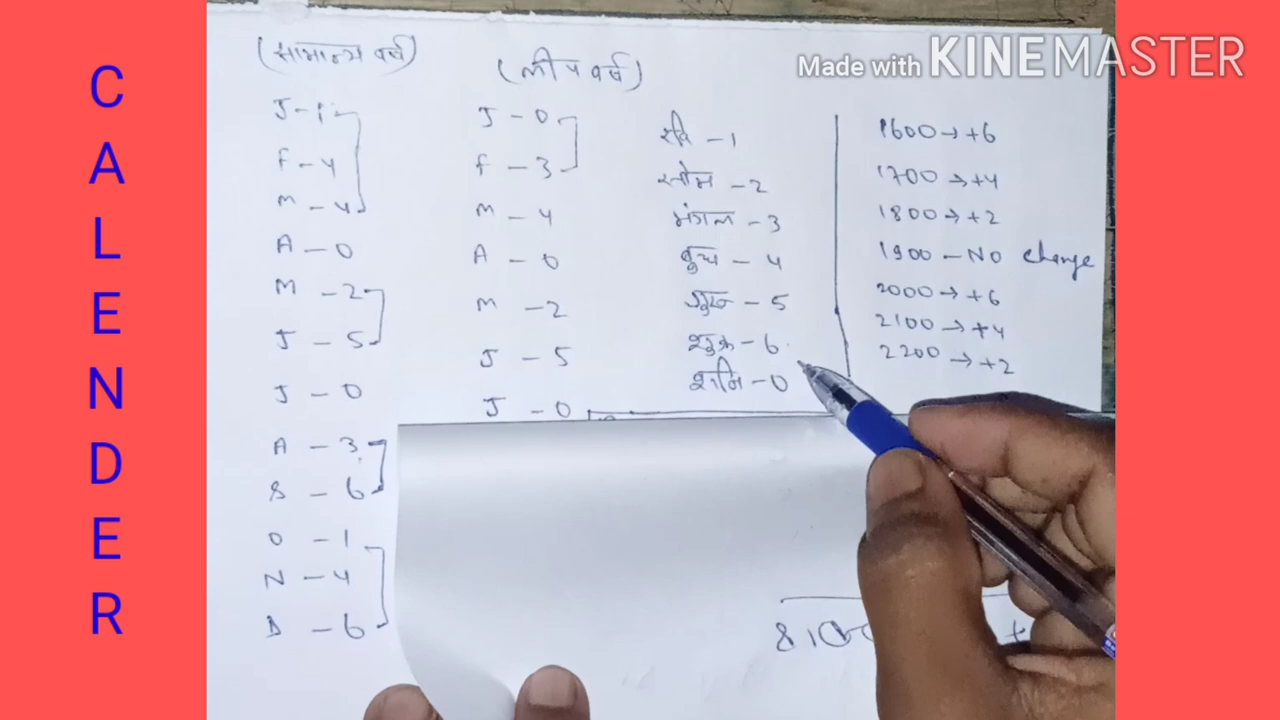 CALENDER
Made with KINEMASTER
(सामान्य वर्ष)
J - 1
F - 4
M - 4
A - 0
M - 2
J - 5
J - 0
A - 3
S - 6
O - 1
N - 4
D - 6
(लीप वर्ष)
J - 0
F - 3
M - 4
A - 0
M - 2
J - 5
J - 0
रवि - 1
सोम - 2
मंगल - 3
बुध - 4
गुरु - 5
शुक्र - 6
शनि - 0
1600 → +6
1700 → +4
1800 → +2
1900 - No change
2000 → +6
2100 → +4
2200 → +2